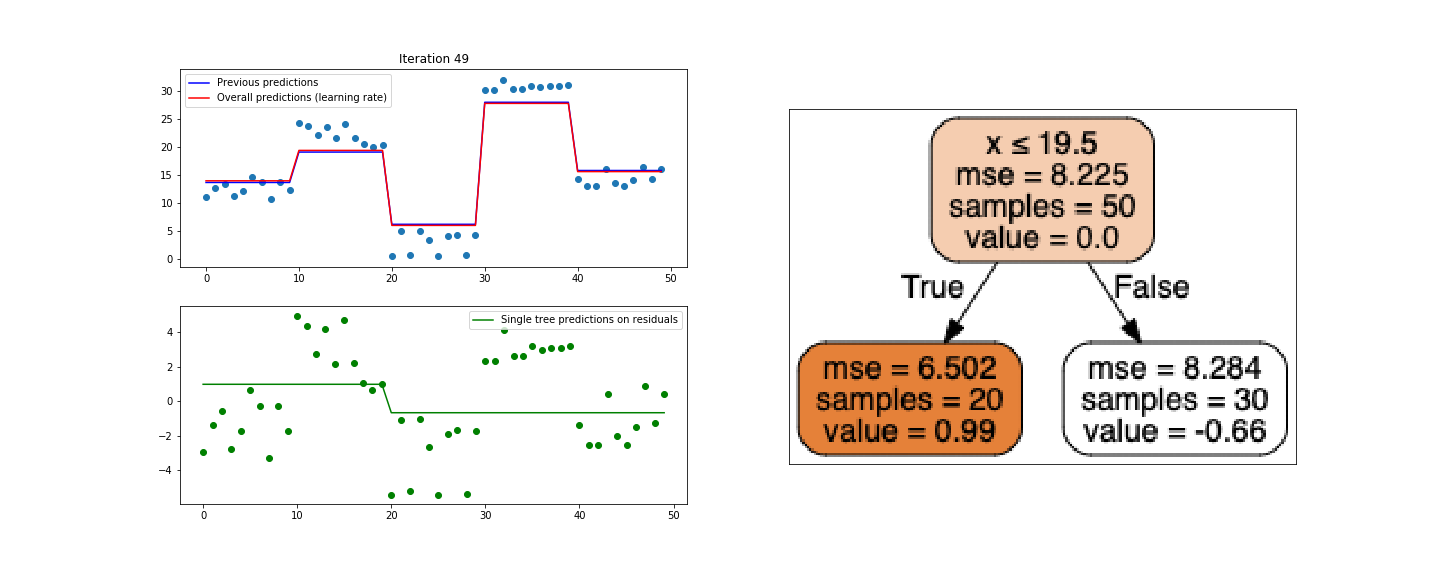 Iteration 49
Previous predictions
Overall predictions (learning rate)
30
25
20
15
10
5
0
0 10 20 30 40 50
Single tree predictions on residuals
4
2
0
−2
−4
0 10 20 30 40 50
x ≤ 19.5
mse = 8.225
samples = 50
value = 0.0
True False
mse = 6.502
samples = 20
value = 0.99
mse = 8.284
samples = 30
value = -0.66